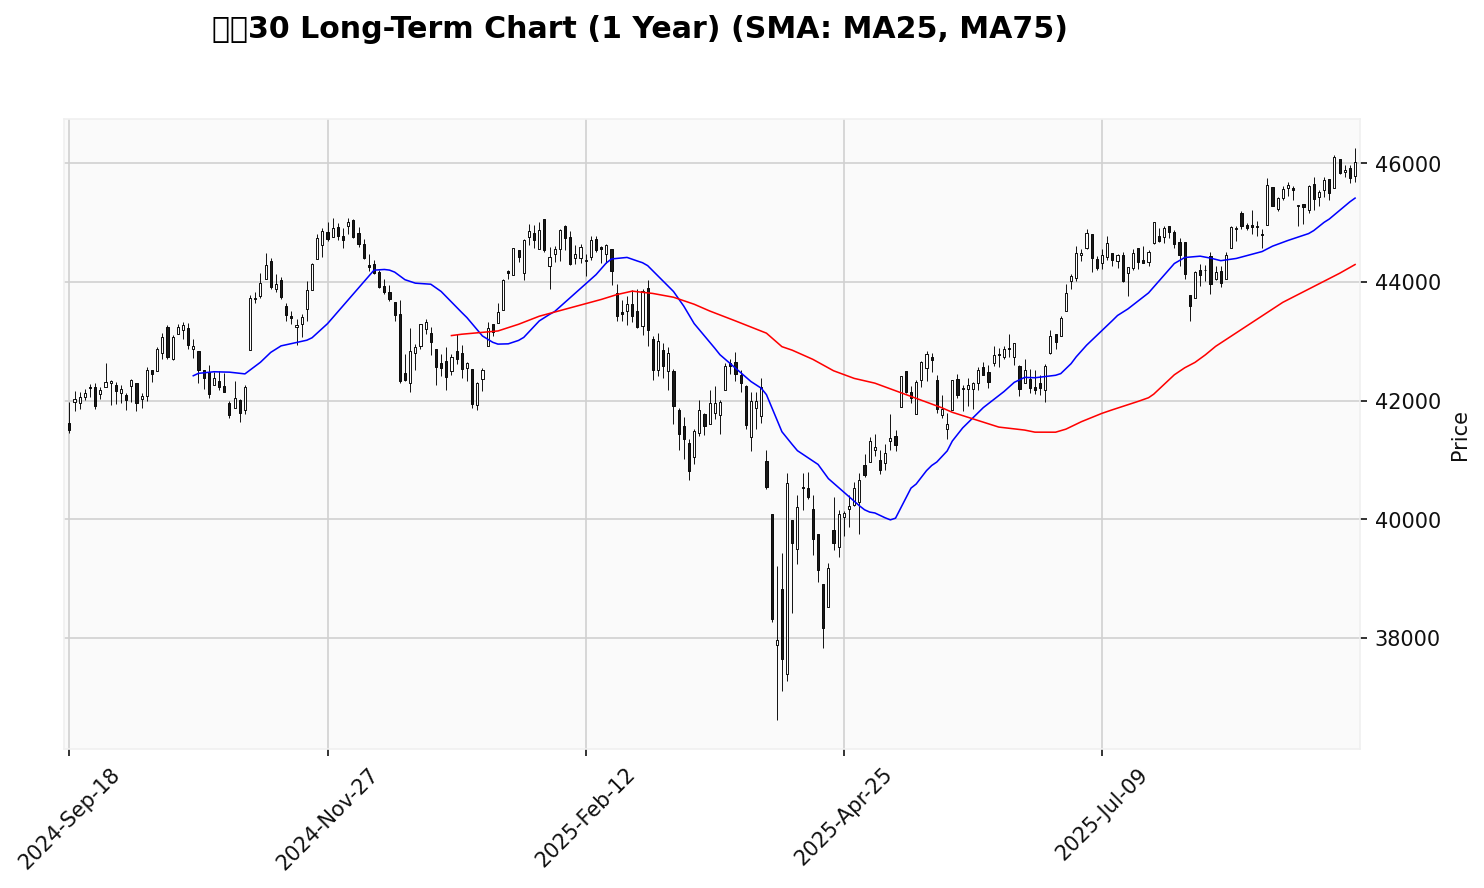 30 Long-Term Chart (1 Year) (SMA: MA25, MA75)
46000
44000
42000
40000
38000
Price
2024-Sep-18
2024-Nov-27
2025-Feb-12
2025-Apr-25
2025-Jul-09